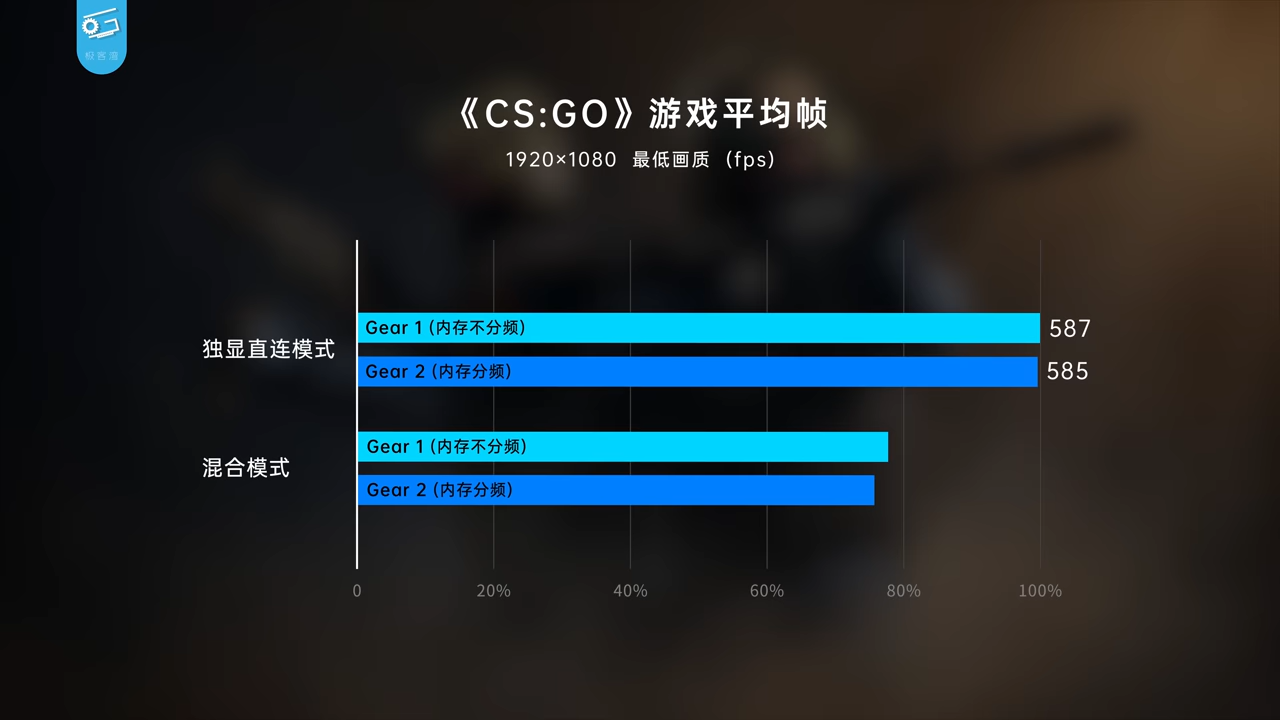 极客湾
《CS:GO》游戏平均帧
1920×1080 最低画质 (fps)
独显直连模式
Gear 1 (内存不分频) 587
Gear 2 (内存分频) 585
混合模式
Gear 1 (内存不分频)
Gear 2 (内存分频)
0 20% 40% 60% 80% 100%